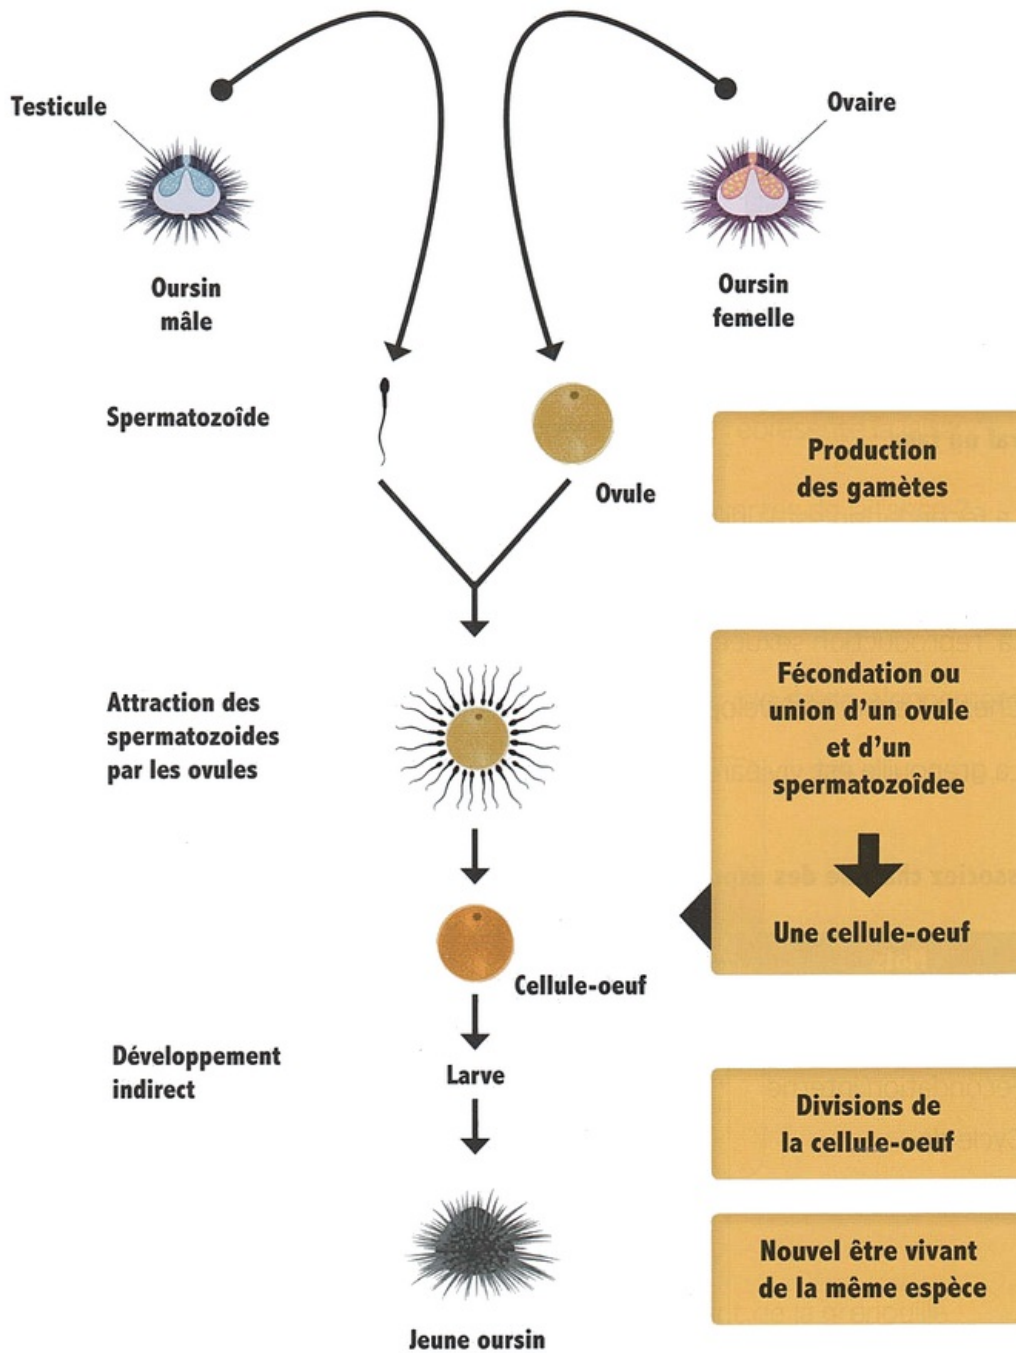 Testicule
Ovaire
Oursin
mâle
Oursin
femelle
Spermatozoîde
Ovule
Production
des gamètes
Attraction des
spermatozoides
par les ovules
Fécondation ou
union d'un ovule
et d'un
spermatozoîdee
Une cellule-oeuf
Cellule-oeuf
Développement
indirect
Larve
Divisions de
la cellule-oeuf
Nouvel être vivant
de la même espèce
Jeune oursin